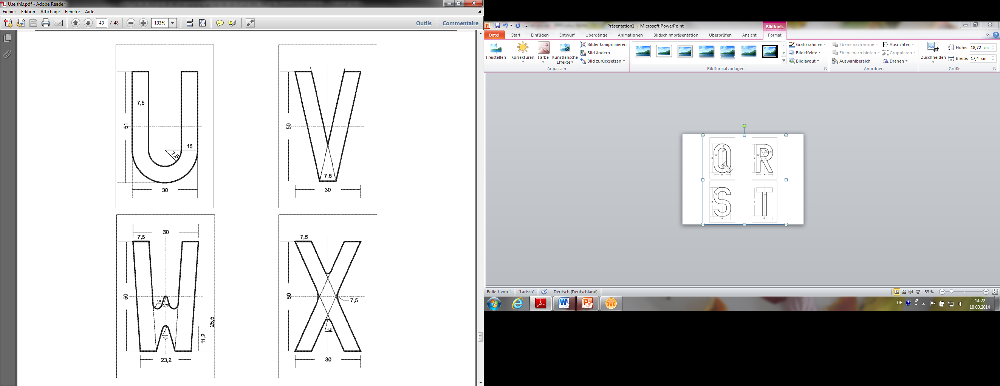 Use this.pdf - Adobe Reader
Fichier Edition Affichage Fenêtre Aide
43 / 48 133% Outils Commentaire
7,5
51
15
7,5
30
50
7,5
30
30
7,5
50
1,8
0,75
25,5
11,2
1,3
23,2
7,5
50
7,5
1,5
30
Präsentation1 - Microsoft PowerPoint
Bildtools
Datei Start Einfügen Entwurf Übergänge Animationen Bildschirmpräsentation Überprüfen Ansicht Format
Freistellen
Korrekturen
Farbe
Künstlerische
Effekte
Bilder komprimieren
Bild ändern
Bild zurücksetzen
Anpassen
Bildformatvorlagen
Grafikrahmen
Bildeffekte
Bildlayout
Ebene nach vorne
Ebene nach hinten
Auswahlbereich
Ausrichten
Gruppieren
Drehen
Anordnen
Zuschneiden
Höhe: 18,72 cm
Breite: 17,4 cm
Größe
Q R
S T
Folie 1 von 1 "Larissa" Deutsch (Deutschland) 33 %
DE
14:22
10.03.2014